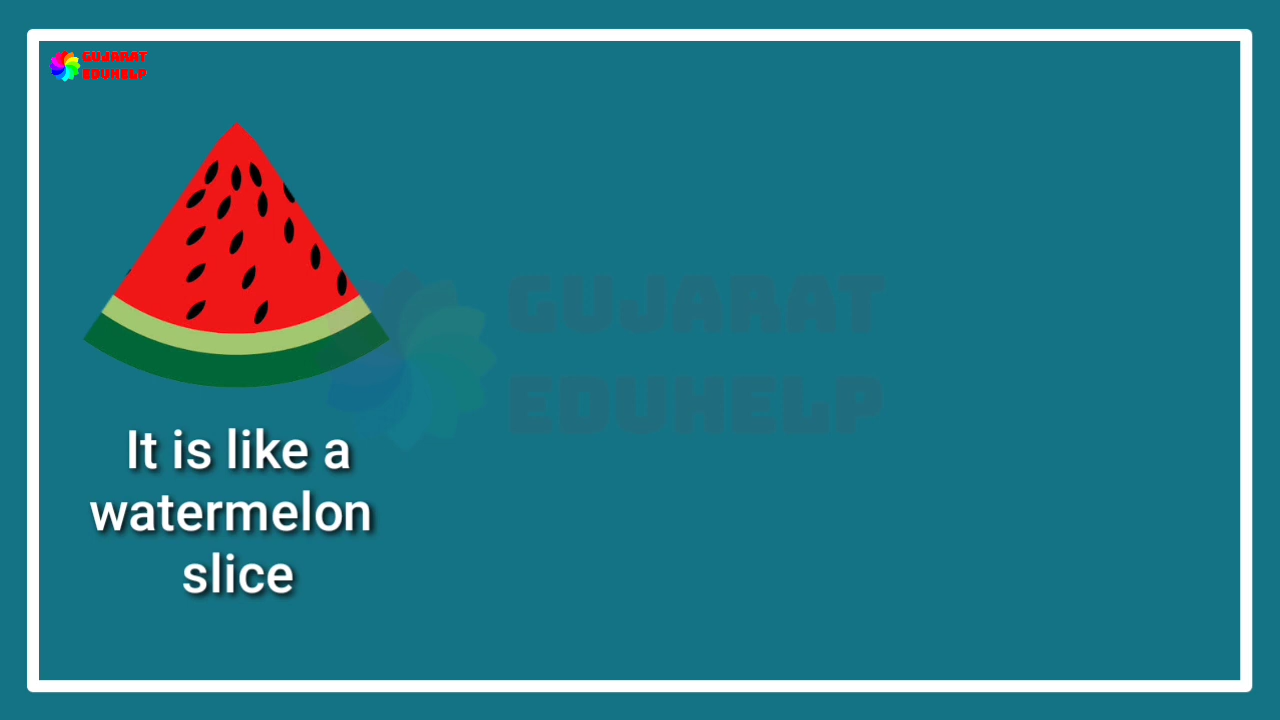 GUJARAT
EDUHELP
GUJARAT
EDUHELP
It is like a
watermelon
slice